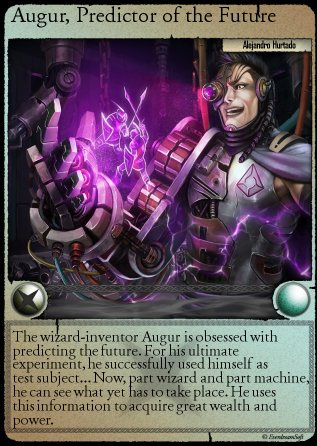 Augur, Predictor of the Future
Alejandro Hurtado
The wizard-inventor Augur is obsessed with
predicting the future. For his ultimate
experiment, he successfully used himself as
test subject... Now, part wizard and part machine,
he can see what yet has to take place. He uses
this information to acquire great wealth and
power.
© EverdreamSoft